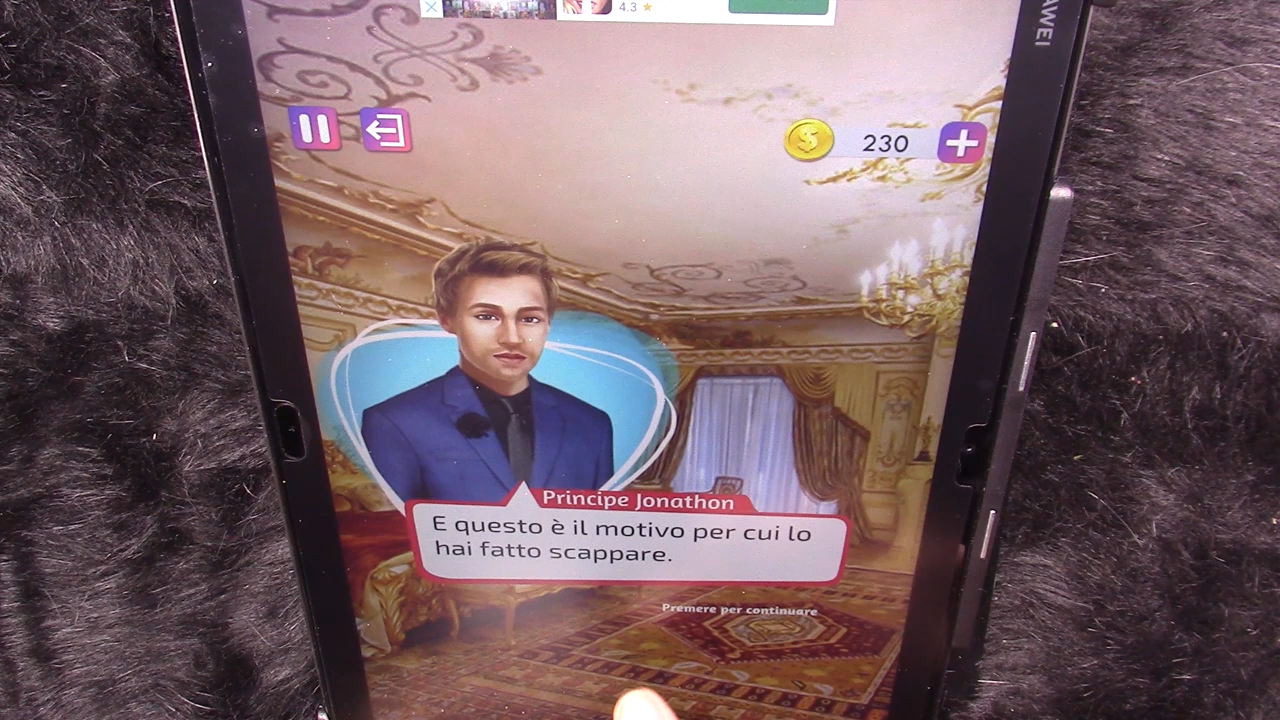 4.3
AWEI
230
Principe Jonathon
E questo è il motivo per cui lo
hai fatto scappare.
Premere per continuare